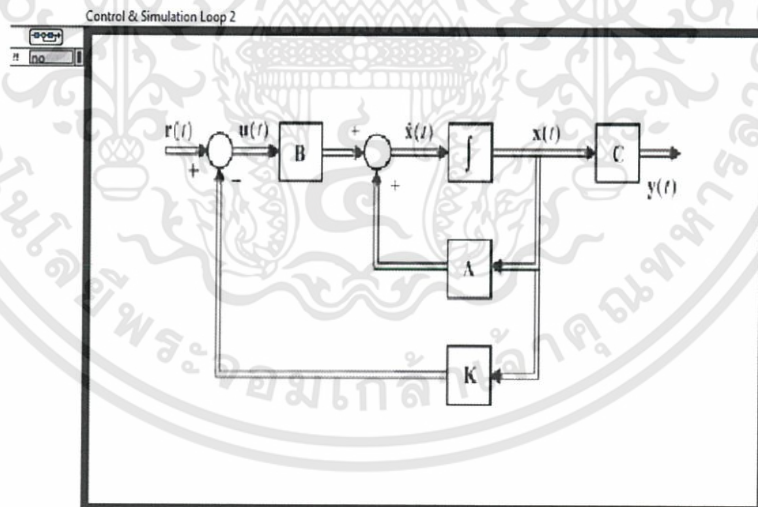 Control & Simulation Loop 2
no
r(t)
u(t)
B
+
ẋ(t)
∫
x(t)
C
+
−
+
y(t)
A
K